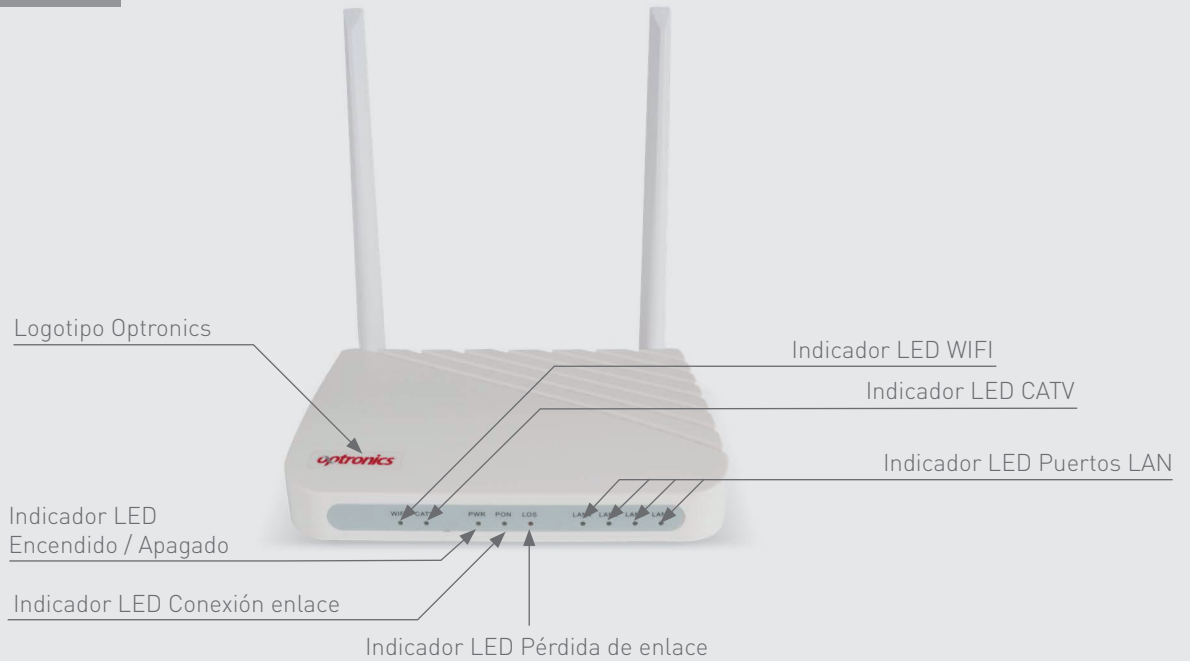 Logotipo Optronics
Indicador LED WIFI
Indicador LED CATV
optronics
Indicador LED Puertos LAN
PWR PON LOS
Indicador LED
Encendido / Apagado
Indicador LED Conexión enlace
Indicador LED Pérdida de enlace